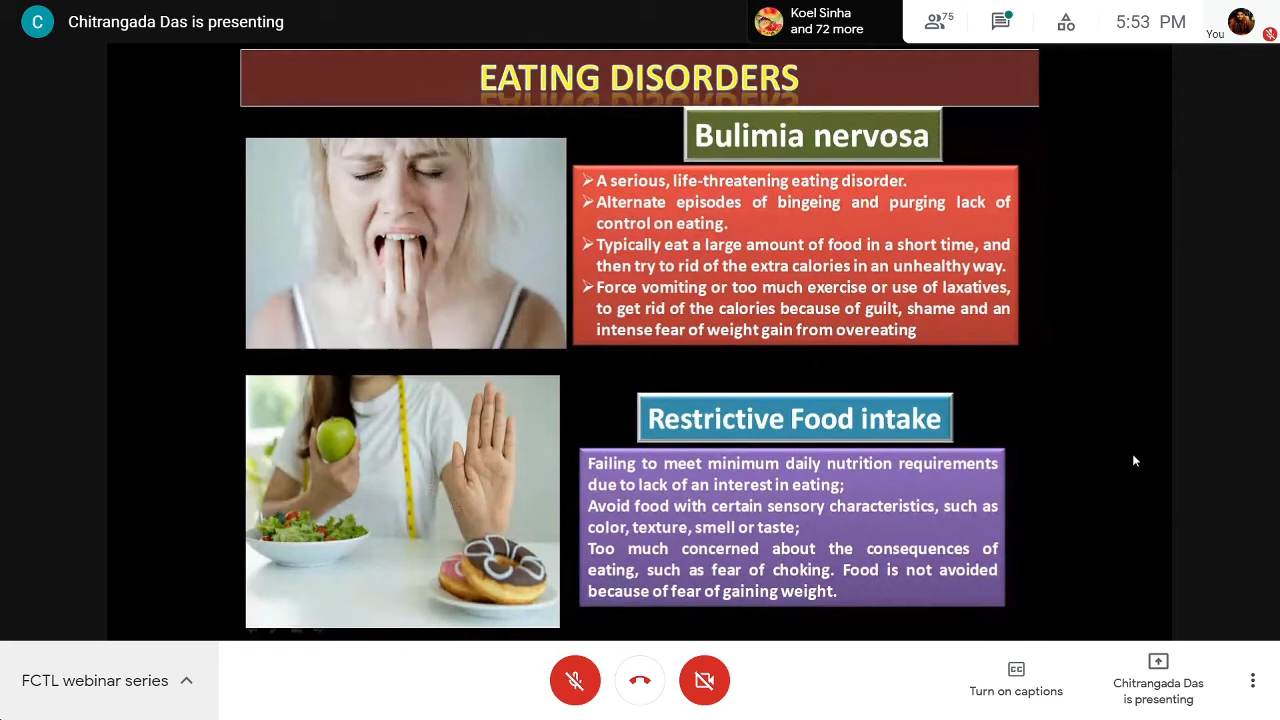 C
Chitrangada Das is presenting
Koel Sinha
and 72 more
75
5:53 PM
You
EATING DISORDERS
Bulimia nervosa
➢A serious, life-threatening eating disorder.
➢Alternate episodes of bingeing and purging lack of
control on eating.
➢Typically eat a large amount of food in a short time, and
then try to rid of the extra calories in an unhealthy way.
➢Force vomiting or too much exercise or use of laxatives,
to get rid of the calories because of guilt, shame and an
intense fear of weight gain from overeating
Restrictive Food intake
Failing to meet minimum daily nutrition requirements
due to lack of an interest in eating;
Avoid food with certain sensory characteristics, such as
color, texture, smell or taste;
Too much concerned about the consequences of
eating, such as fear of choking. Food is not avoided
because of fear of gaining weight.
FCTL webinar series
CC
Turn on captions
Chitrangada Das
is presenting